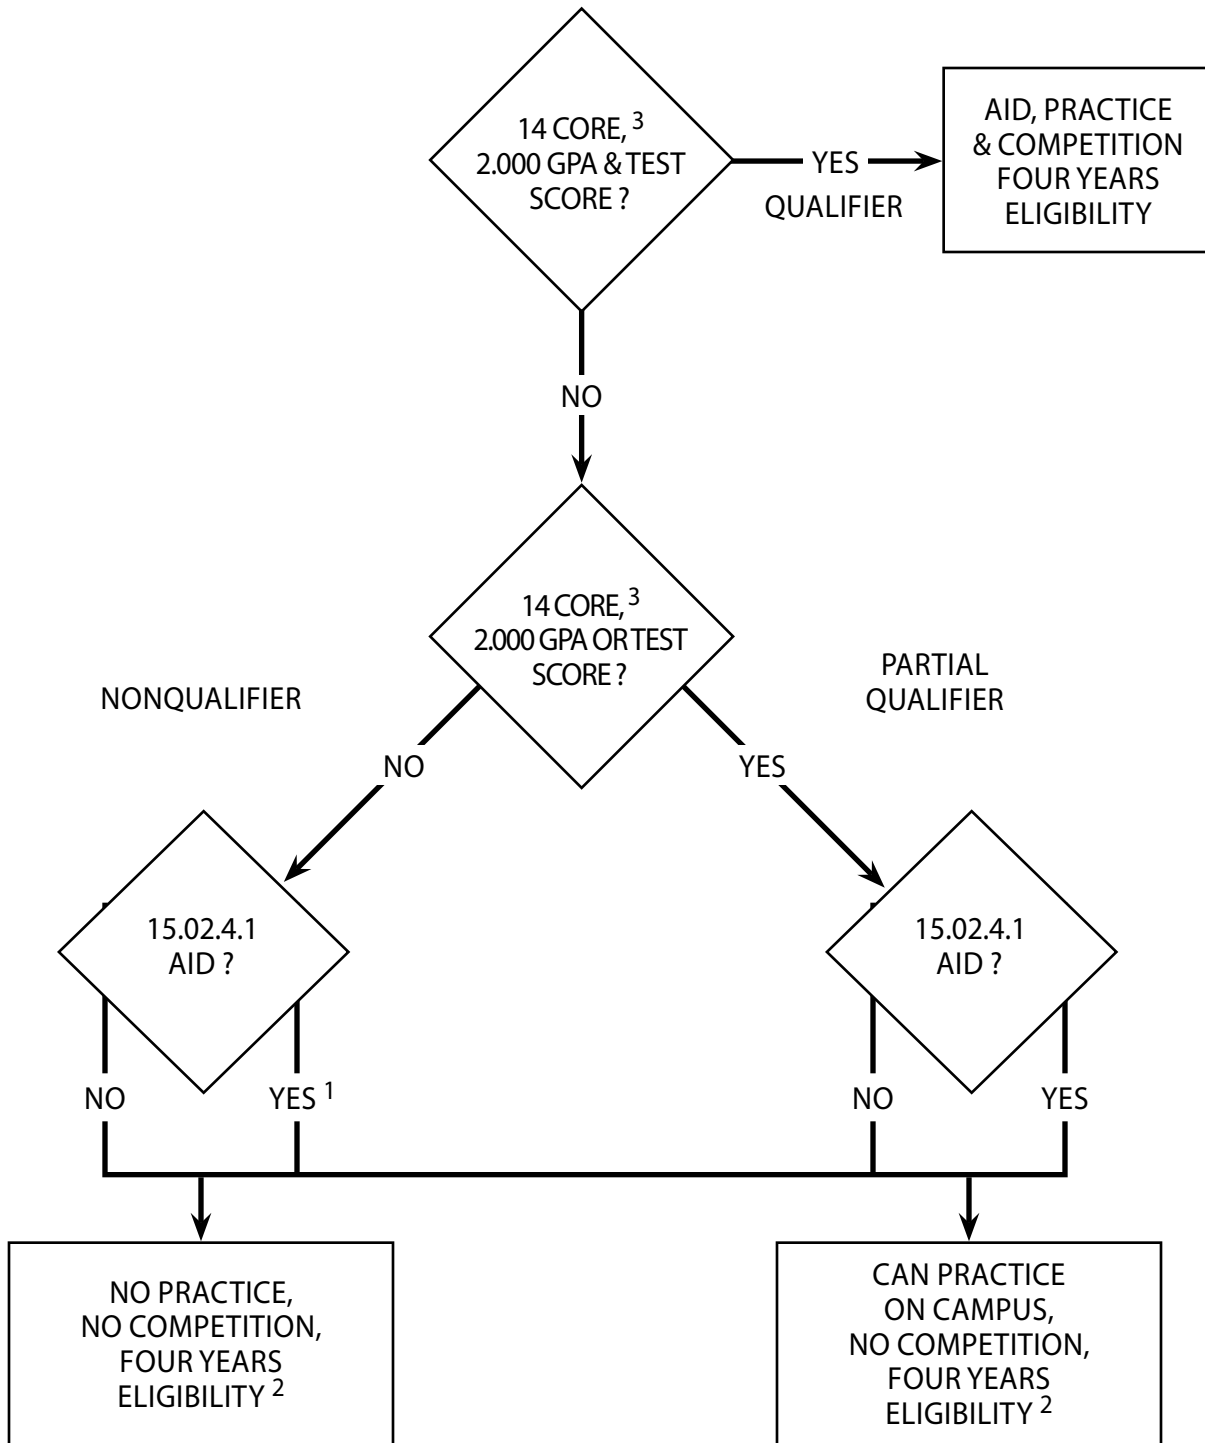 14 CORE, 3
2.000 GPA & TEST
SCORE ?
YES
QUALIFIER
AID, PRACTICE
& COMPETITION
FOUR YEARS
ELIGIBILITY
NO
14 CORE, 3
2.000 GPA OR TEST
SCORE ?
NONQUALIFIER
PARTIAL
QUALIFIER
NO
YES
15.02.4.1
AID ?
15.02.4.1
AID ?
NO
YES 1
NO
YES
NO PRACTICE,
NO COMPETITION,
FOUR YEARS
ELIGIBILITY 2
CAN PRACTICE
ON CAMPUS,
NO COMPETITION,
FOUR YEARS
ELIGIBILITY 2